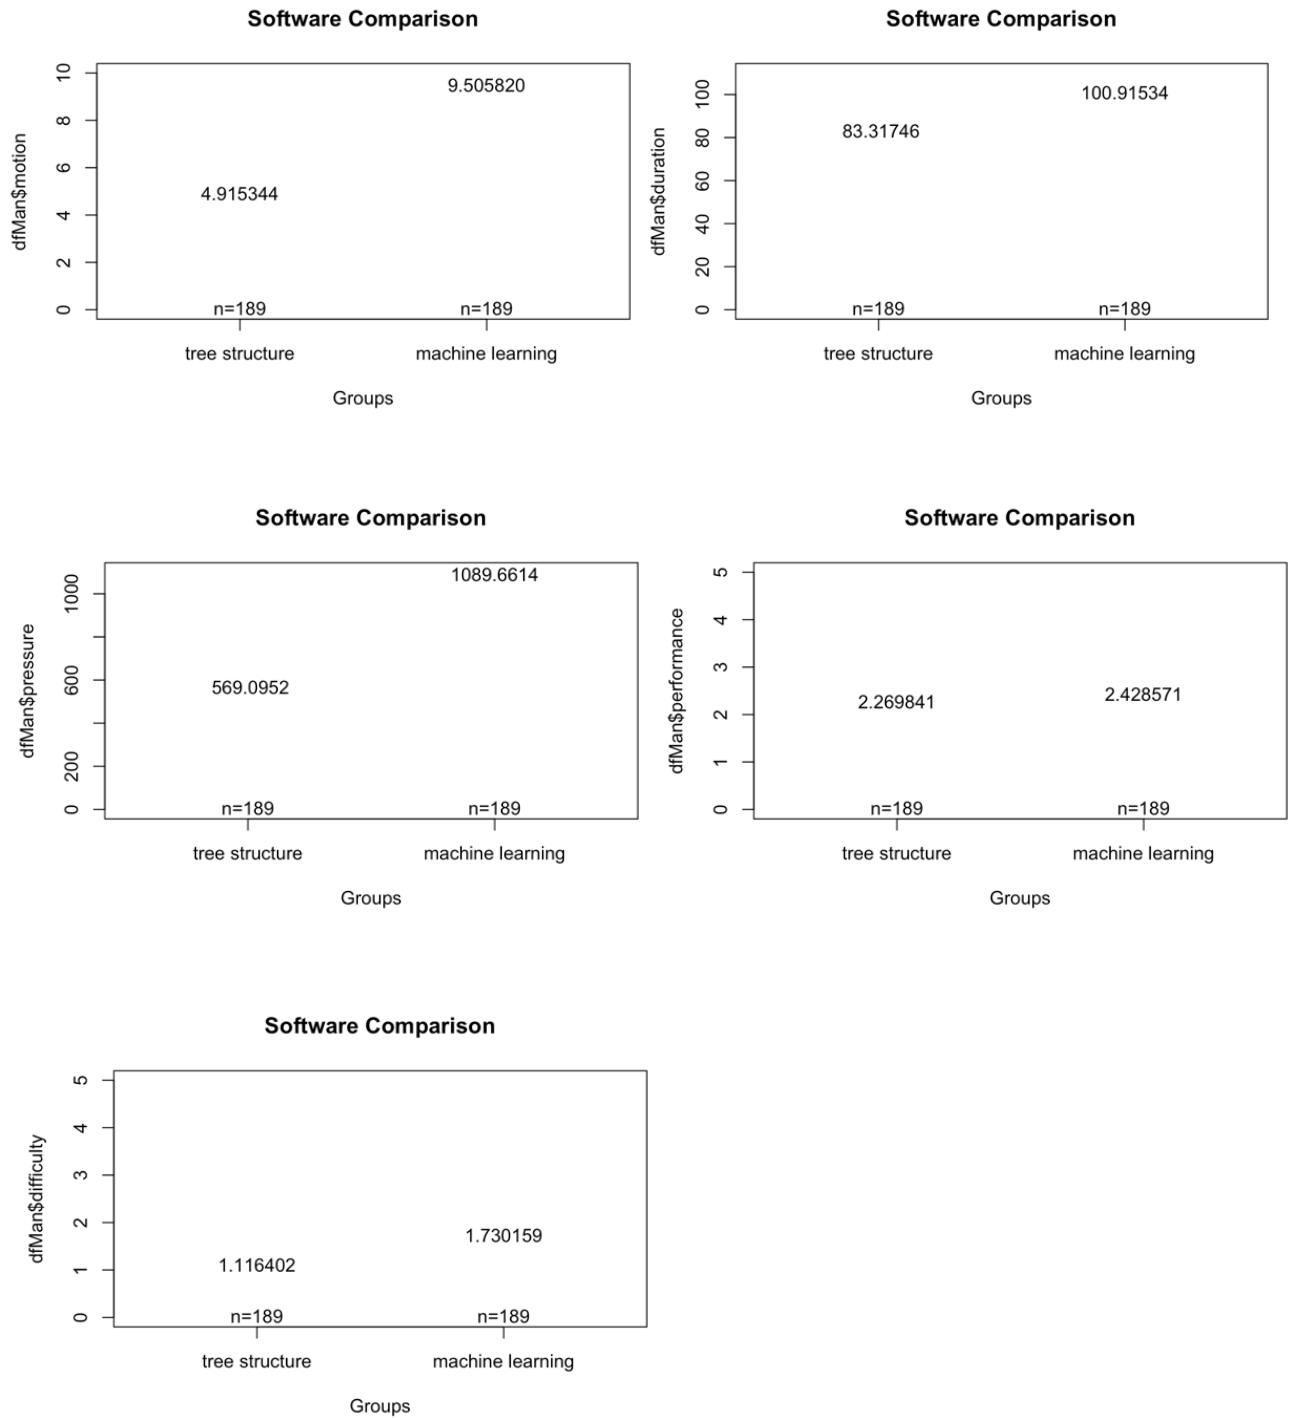 Software Comparison
dfMan$motion
10
8
6
4
2
0
9.505820
4.915344
n=189 n=189
tree structure machine learning
Groups
Software Comparison
dfMan$duration
100
80
60
40
20
0
100.91534
83.31746
n=189 n=189
tree structure machine learning
Groups
Software Comparison
dfMan$pressure
1000
600
200
0
1089.6614
569.0952
n=189 n=189
tree structure machine learning
Groups
Software Comparison
dfMan$performance
5
4
3
2
1
0
2.428571
2.269841
n=189 n=189
tree structure machine learning
Groups
Software Comparison
dfMan$difficulty
5
4
3
2
1
0
1.730159
1.116402
n=189 n=189
tree structure machine learning
Groups